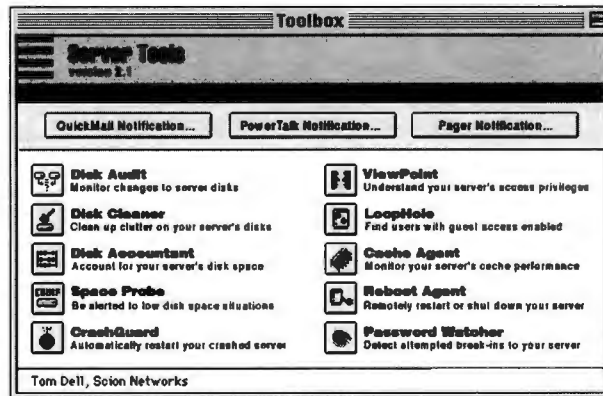 Toolbox
Server Tools
version 2.1
QuickMail Notification...
PowerTalk Notification...
Pager Notification...
Disk Audit
Monitor changes to server disks
Disk Cleaner
Clean up clutter on your server's disks
Disk Accountant
Account for your server's disk space
Space Probe
Be alerted to low disk space situations
CrashGuard
Automatically restart your crashed server
ViewPoint
Understand your server's access privileges
LoopHole
Find users with guest access enabled
Cache Agent
Monitor your server's cache performance
Reboot Agent
Remotely restart or shut down your server
Password Watcher
Detect attempted break-ins to your server
Tom Dell, Scion Networks